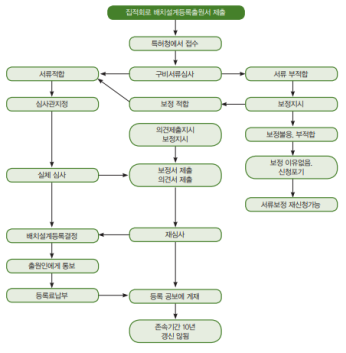 집적회로 배치설계등록출원서 제출
특허청에서 접수
서류적합
구비서류심사
서류 부적합
심사관지정
보정 적합
보정지시
의견제출지시
보정지시
보정불응, 부적합
실체 심사
보정서 제출
의견서 제출
보정 이유없음,
신청포기
서류보정 재신청가능
배치설계등록결정
재심사
출원인에게 통보
등록료납부
등록 공보에 게재
존속기간 10년
갱신 않됨